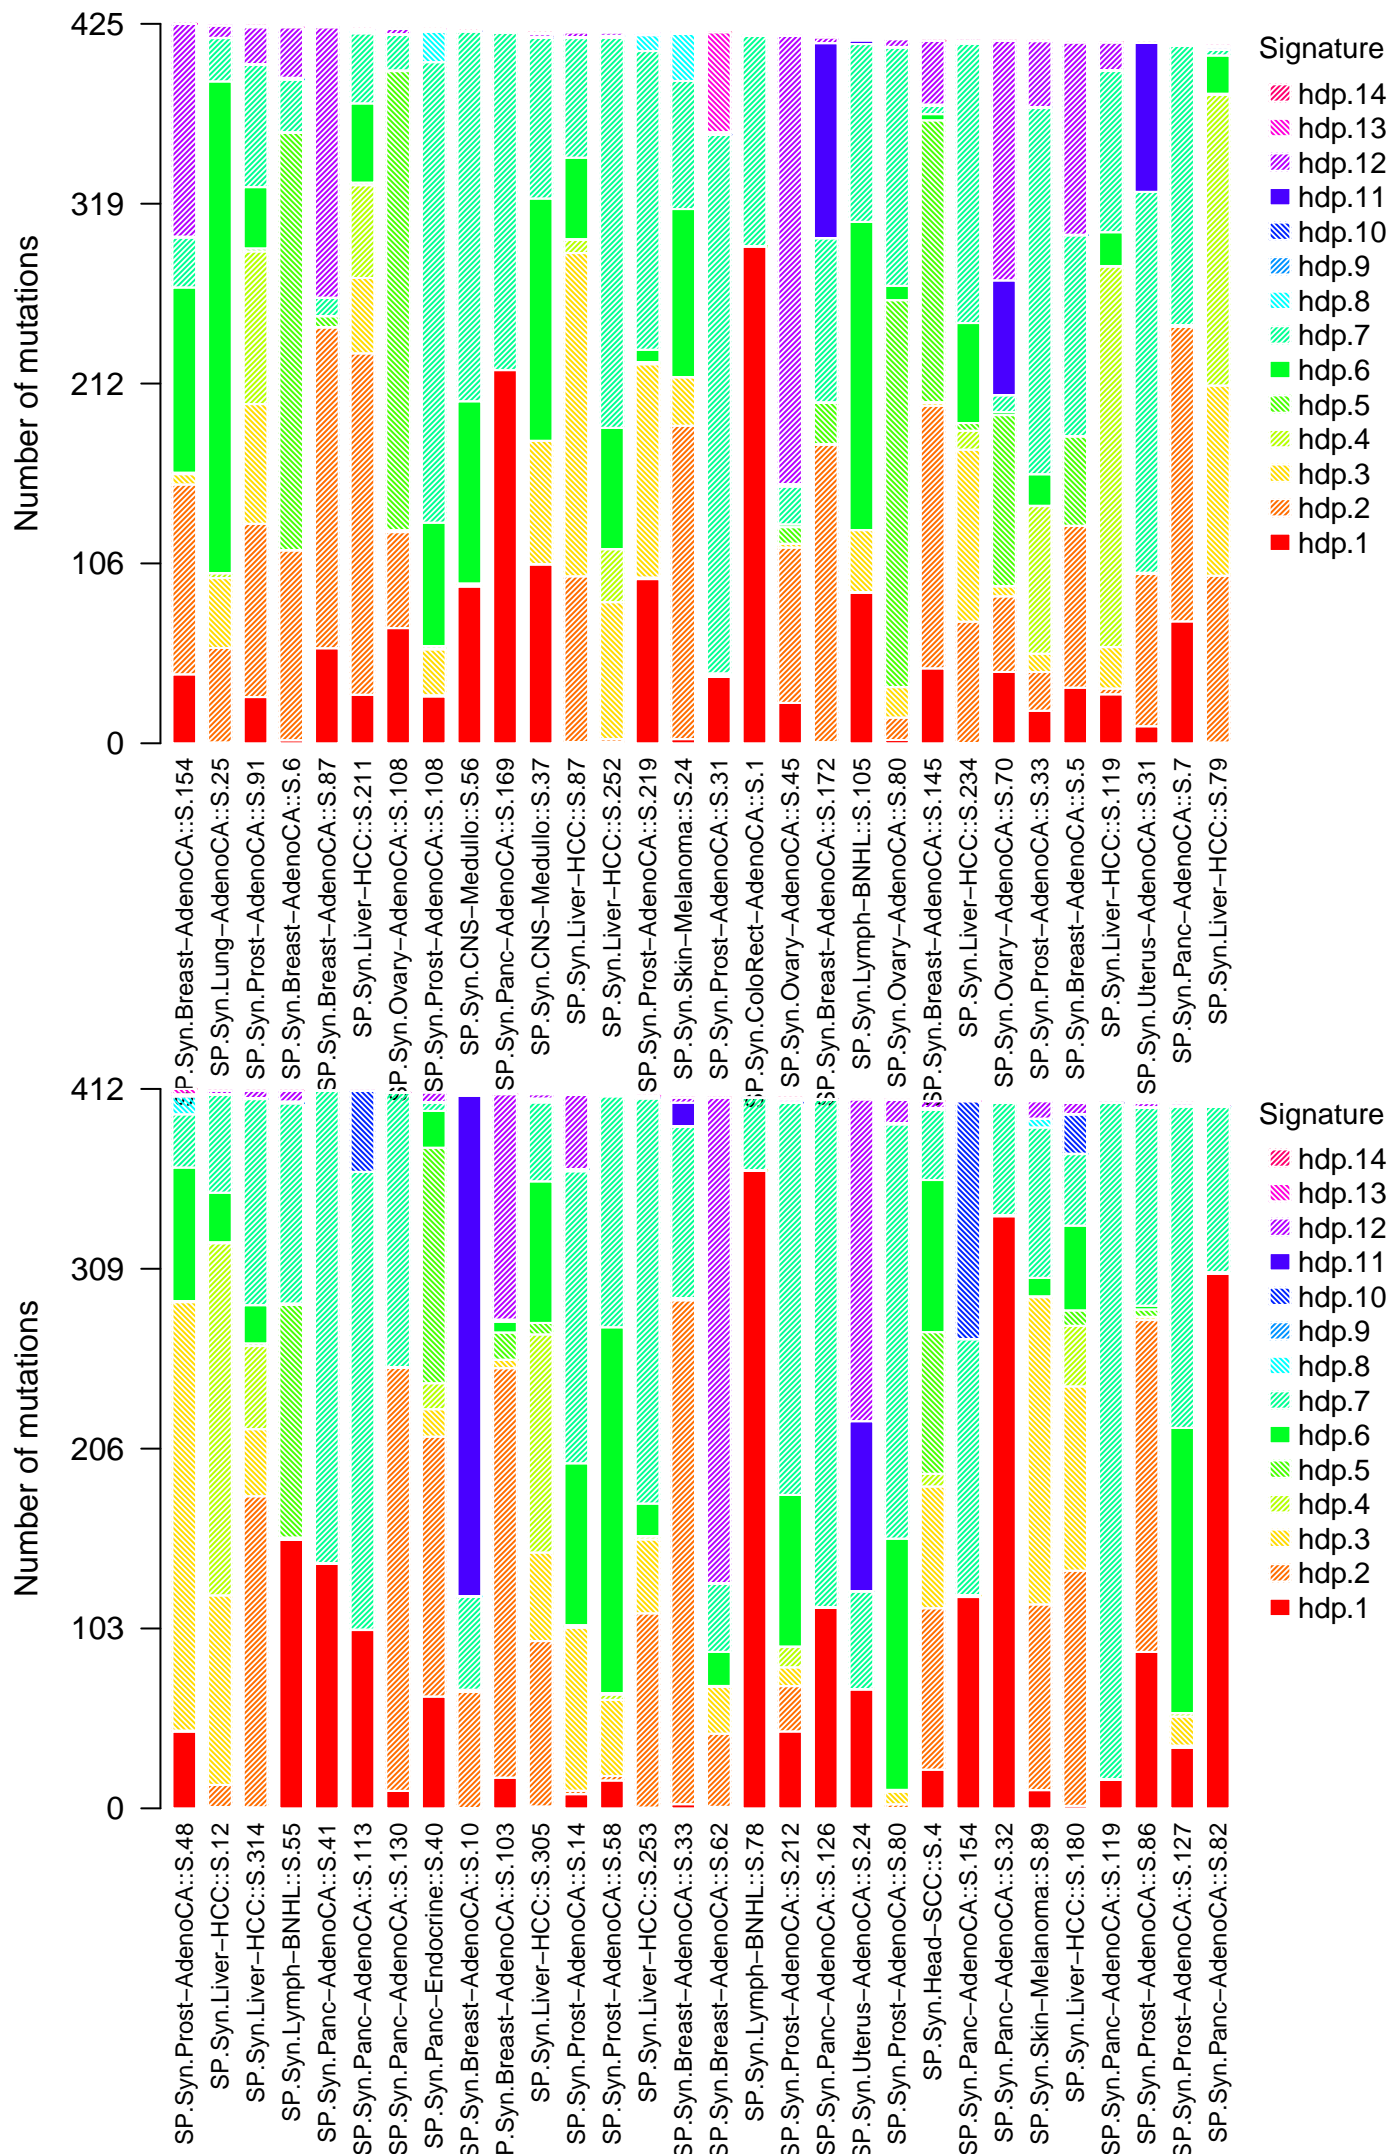 Number of mutations
425
319
212
106
0
Signature
hdp.14
hdp.13
hdp.12
hdp.11
hdp.10
hdp.9
hdp.8
hdp.7
hdp.6
hdp.5
hdp.4
hdp.3
hdp.2
hdp.1
SP.Syn.Breast−AdenoCA::S.154
SP.Syn.Lung−AdenoCA::S.25
SP.Syn.Prost−AdenoCA::S.91
SP.Syn.Breast−AdenoCA::S.6
SP.Syn.Breast−AdenoCA::S.87
SP.Syn.Liver−HCC::S.211
SP.Syn.Ovary−AdenoCA::S.108
SP.Syn.Prost−AdenoCA::S.108
SP.Syn.CNS−Medullo::S.56
SP.Syn.Panc−AdenoCA::S.169
SP.Syn.CNS−Medullo::S.37
SP.Syn.Liver−HCC::S.87
SP.Syn.Liver−HCC::S.252
SP.Syn.Prost−AdenoCA::S.219
SP.Syn.Skin−Melanoma::S.24
SP.Syn.Prost−AdenoCA::S.31
SP.Syn.ColoRect−AdenoCA::S.1
SP.Syn.Ovary−AdenoCA::S.45
SP.Syn.Breast−AdenoCA::S.172
SP.Syn.Lymph−BNHL::S.105
SP.Syn.Ovary−AdenoCA::S.80
SP.Syn.Breast−AdenoCA::S.145
SP.Syn.Liver−HCC::S.234
SP.Syn.Ovary−AdenoCA::S.70
SP.Syn.Prost−AdenoCA::S.33
SP.Syn.Breast−AdenoCA::S.5
SP.Syn.Liver−HCC::S.119
SP.Syn.Uterus−AdenoCA::S.31
SP.Syn.Panc−AdenoCA::S.7
SP.Syn.Liver−HCC::S.79
Number of mutations
412
309
206
103
0
Signature
hdp.14
hdp.13
hdp.12
hdp.11
hdp.10
hdp.9
hdp.8
hdp.7
hdp.6
hdp.5
hdp.4
hdp.3
hdp.2
hdp.1
SP.Syn.Prost−AdenoCA::S.48
SP.Syn.Liver−HCC::S.12
SP.Syn.Liver−HCC::S.314
SP.Syn.Lymph−BNHL::S.55
SP.Syn.Panc−AdenoCA::S.41
SP.Syn.Panc−AdenoCA::S.113
SP.Syn.Panc−AdenoCA::S.130
SP.Syn.Panc−Endocrine::S.40
SP.Syn.Breast−AdenoCA::S.10
SP.Syn.Breast−AdenoCA::S.103
SP.Syn.Liver−HCC::S.305
SP.Syn.Prost−AdenoCA::S.14
SP.Syn.Prost−AdenoCA::S.58
SP.Syn.Liver−HCC::S.253
SP.Syn.Breast−AdenoCA::S.33
SP.Syn.Breast−AdenoCA::S.62
SP.Syn.Lymph−BNHL::S.78
SP.Syn.Prost−AdenoCA::S.212
SP.Syn.Panc−AdenoCA::S.126
SP.Syn.Uterus−AdenoCA::S.24
SP.Syn.Prost−AdenoCA::S.80
SP.Syn.Head−SCC::S.4
SP.Syn.Panc−AdenoCA::S.154
SP.Syn.Panc−AdenoCA::S.32
SP.Syn.Skin−Melanoma::S.89
SP.Syn.Liver−HCC::S.180
SP.Syn.Panc−AdenoCA::S.119
SP.Syn.Prost−AdenoCA::S.86
SP.Syn.Prost−AdenoCA::S.127
SP.Syn.Panc−AdenoCA::S.82